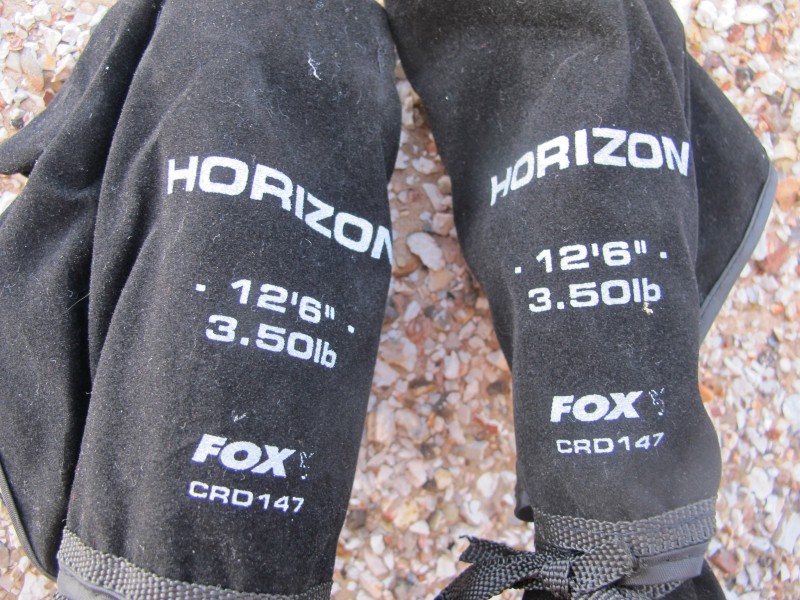 HORIZON
· 12'6" ·
3.50lb
FOX
CRD147
HORIZON
· 12'6" ·
3.50lb
FOX
CRD147